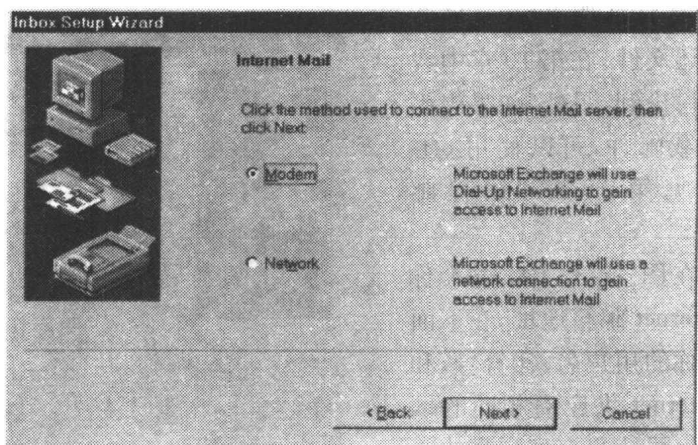 Inbox Setup Wizard
Internet Mail
Click the method used to connect to the Internet Mail server, then
click Next
Modem
Microsoft Exchange will use
Dial-Up Networking to gain
access to Internet Mail
Network
Microsoft Exchange will use a
network connection to gain
access to Internet Mail
< Back
Next >
Cancel